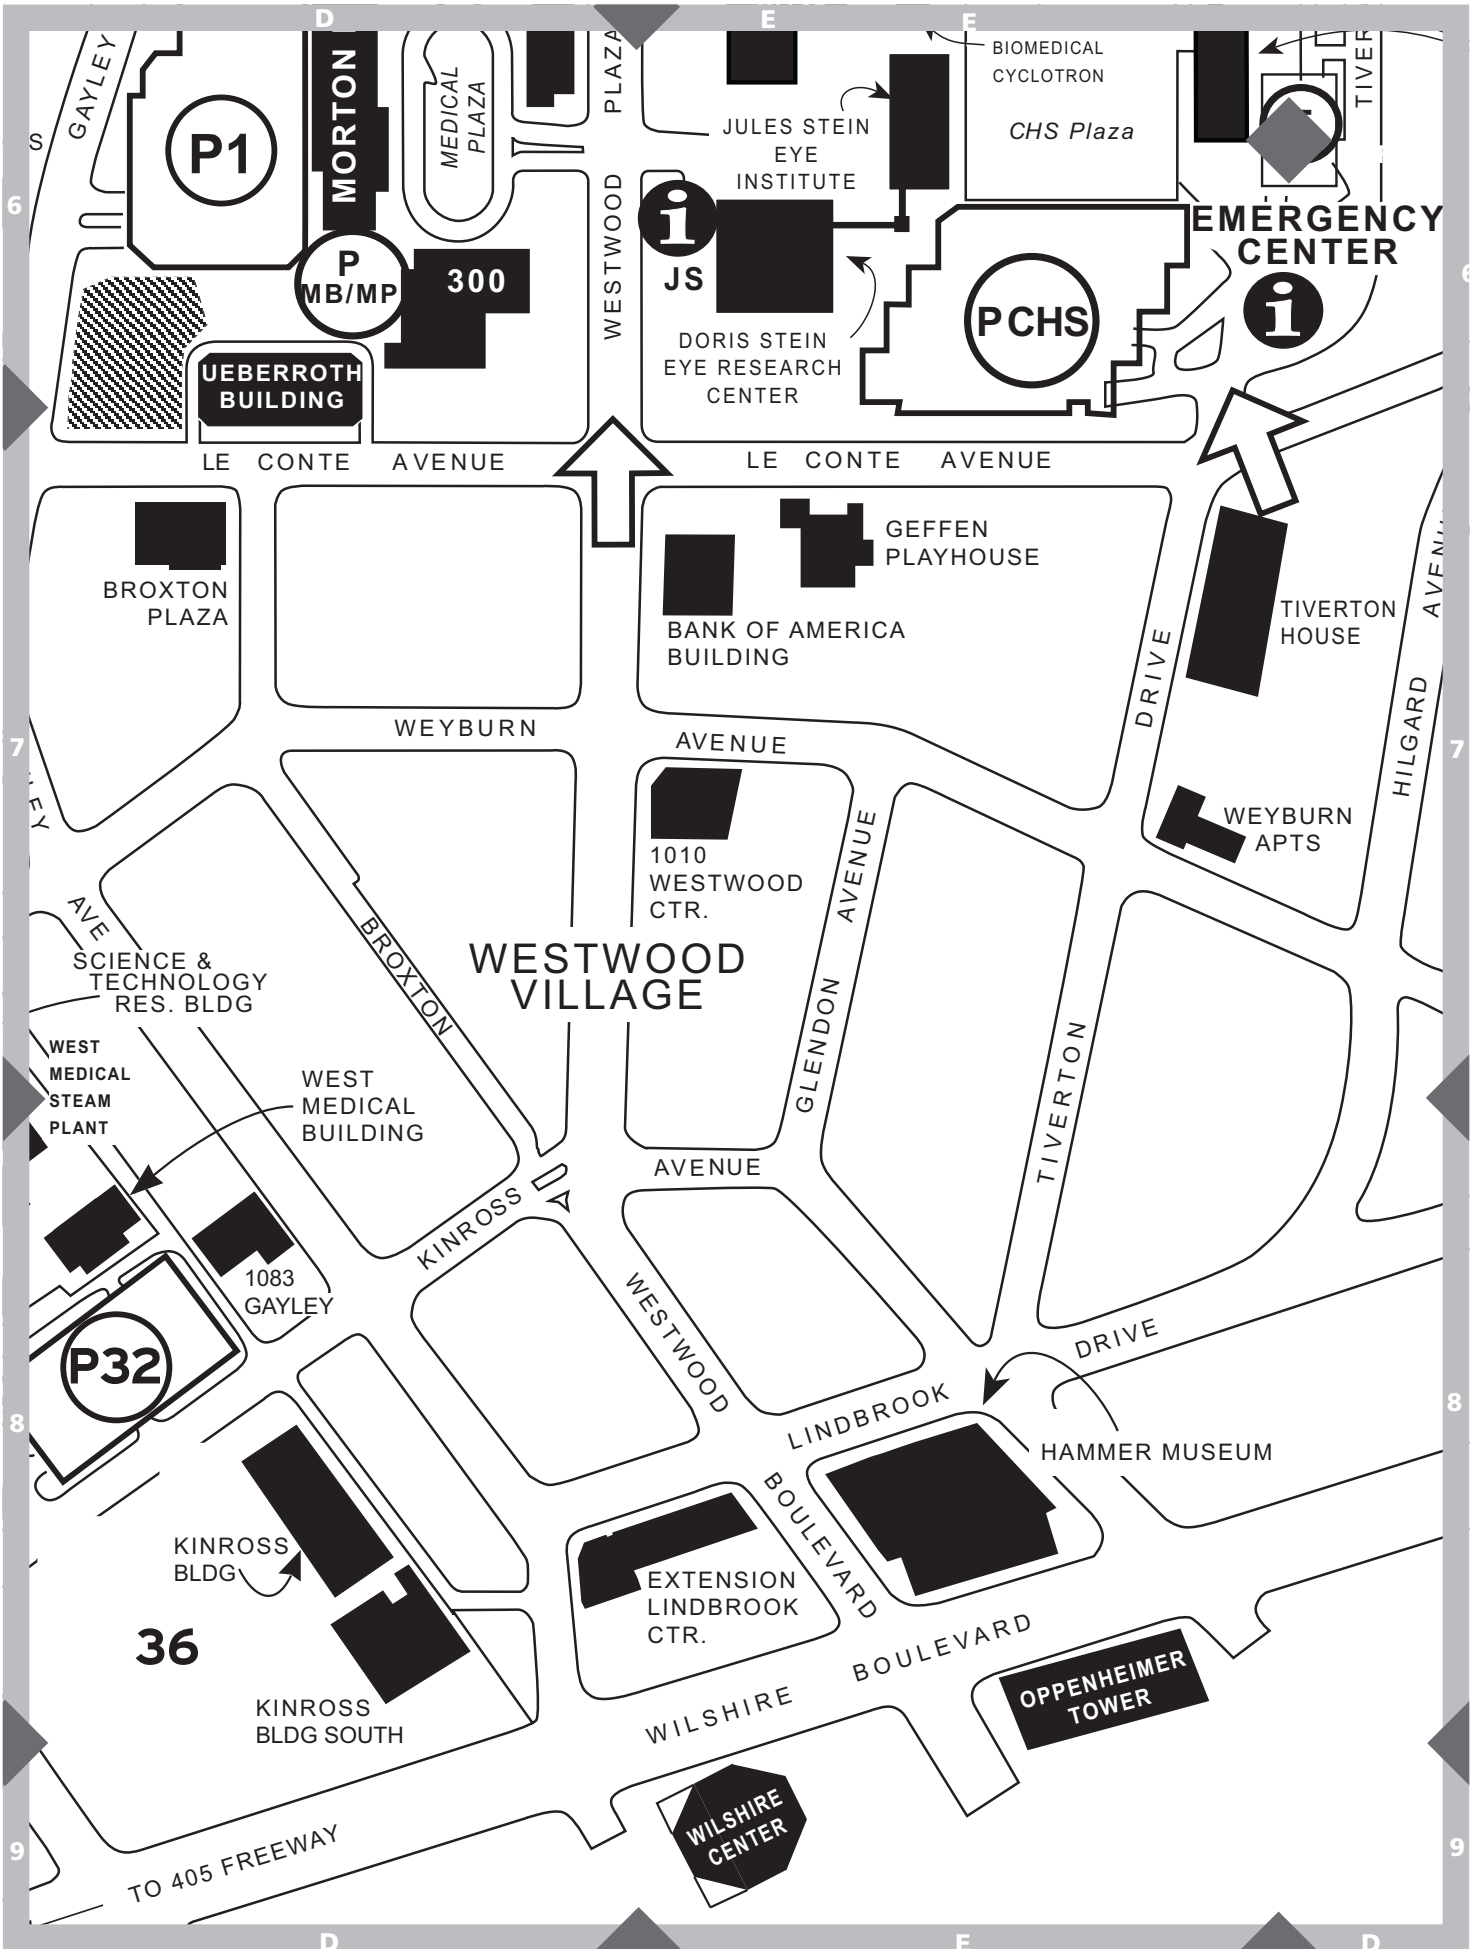 D
E
F
GAYLEY
S
P1
MORTON
MEDICAL
PLAZA
PLAZA
BIOMEDICAL
CYCLOTRON
TIVER
JULES STEIN
EYE
INSTITUTE
CHS Plaza
6
WESTWOOD
i
JS
EMERGENCY
CENTER
i
6
P
MB/MP
300
P CHS
DORIS STEIN
EYE RESEARCH
CENTER
UEBERROTH
BUILDING
LE CONTE AVENUE
LE CONTE AVENUE
BROXTON
PLAZA
GEFFEN
PLAYHOUSE
BANK OF AMERICA
BUILDING
TIVERTON
HOUSE
DRIVE
HILGARD AVENU
7
WEYBURN
AVENUE
7
LEY
AVE
1010
WESTWOOD
CTR.
WEYBURN
APTS
GLENDON AVENUE
BROXTON
WESTWOOD
VILLAGE
SCIENCE &
TECHNOLOGY
RES. BLDG
WEST
MEDICAL
STEAM
PLANT
WEST
MEDICAL
BUILDING
TIVERTON
KINROSS
AVENUE
1083
GAYLEY
WESTWOOD
DRIVE
P32
8
LINDBROOK
8
HAMMER MUSEUM
BOULEVARD
KINROSS
BLDG
EXTENSION
LINDBROOK
CTR.
36
KINROSS
BLDG SOUTH
WILSHIRE BOULEVARD
OPPENHEIMER
TOWER
WILSHIRE
CENTER
9
TO 405 FREEWAY
9
D
E
D